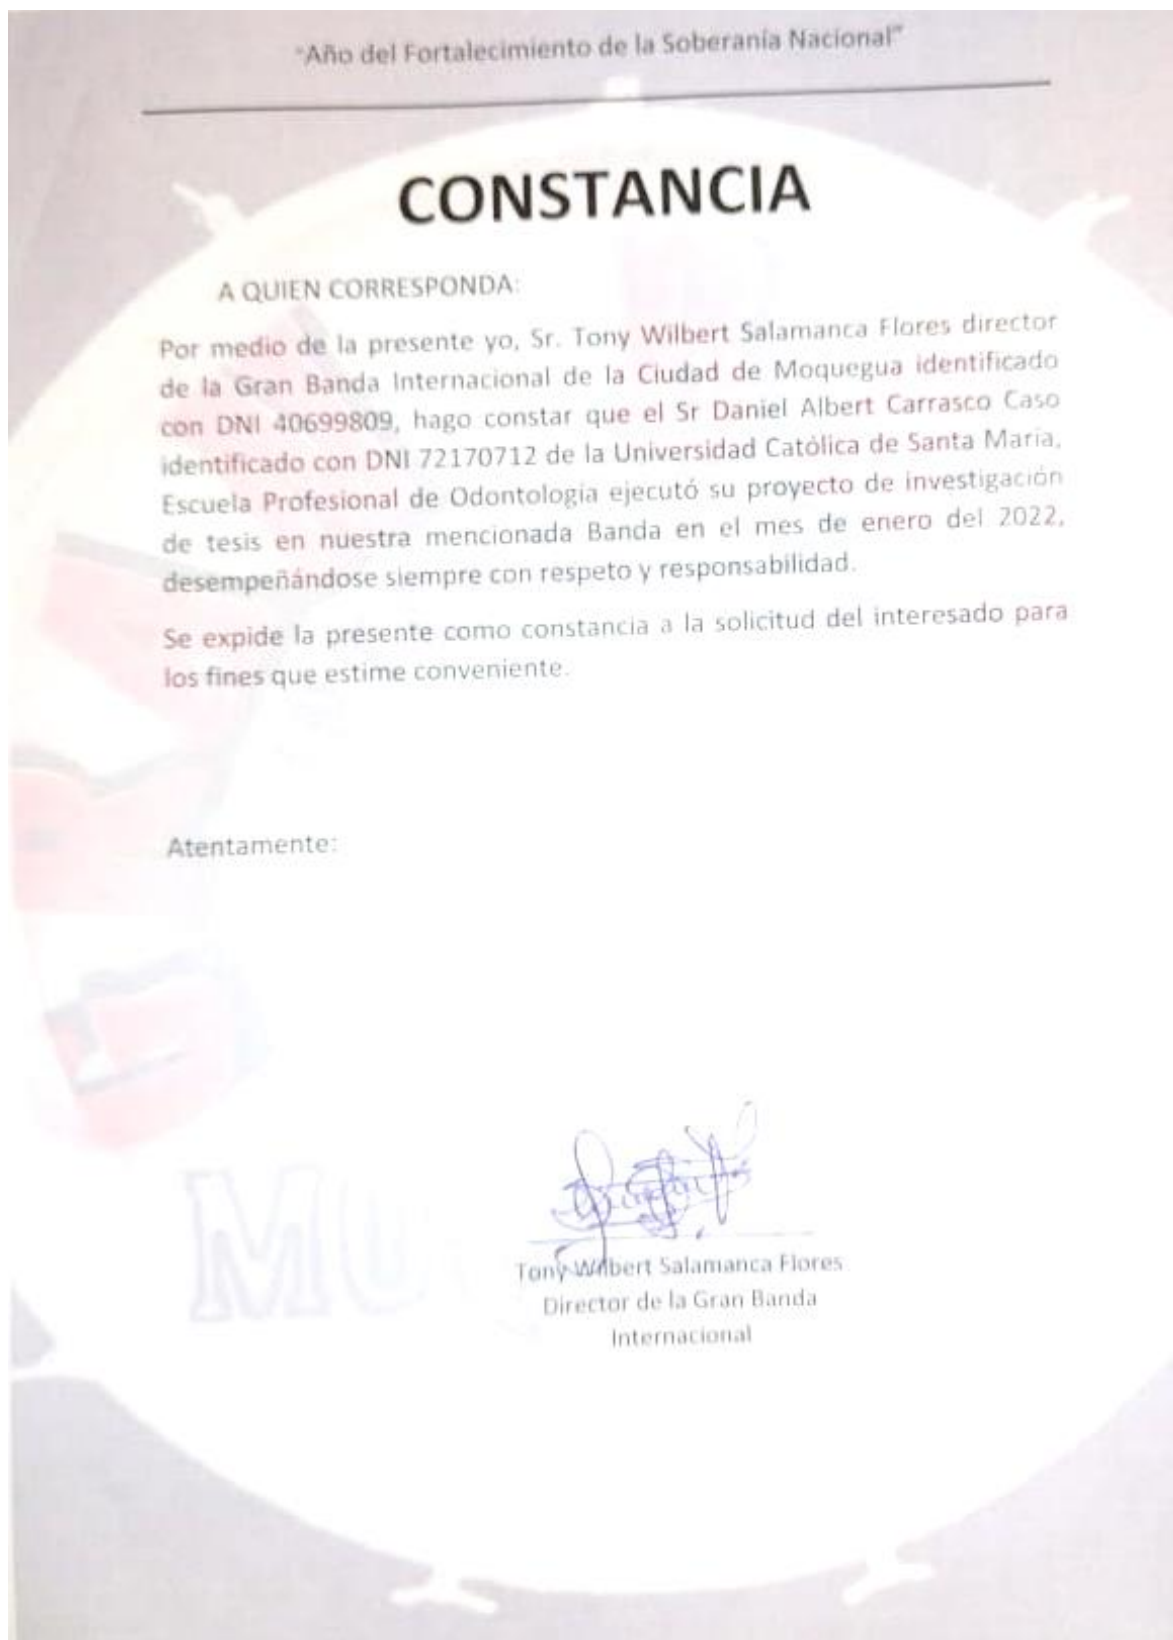 "Año del Fortalecimiento de la Soberanía Nacional"
CONSTANCIA
A QUIEN CORRESPONDA:
Por medio de la presente yo, Sr. Tony Wilbert Salamanca Flores director
de la Gran Banda Internacional de la Ciudad de Moquegua identificado
con DNI 40699809, hago constar que el Sr Daniel Albert Carrasco Caso
identificado con DNI 72170712 de la Universidad Católica de Santa María,
Escuela Profesional de Odontología ejecutó su proyecto de investigación
de tesis en nuestra mencionada Banda en el mes de enero del 2022,
desempeñándose siempre con respeto y responsabilidad.
Se expide la presente como constancia a la solicitud del interesado para
los fines que estime conveniente.
Atentamente:
MU
Tony Wilbert Salamanca Flores
Director de la Gran Banda
Internacional